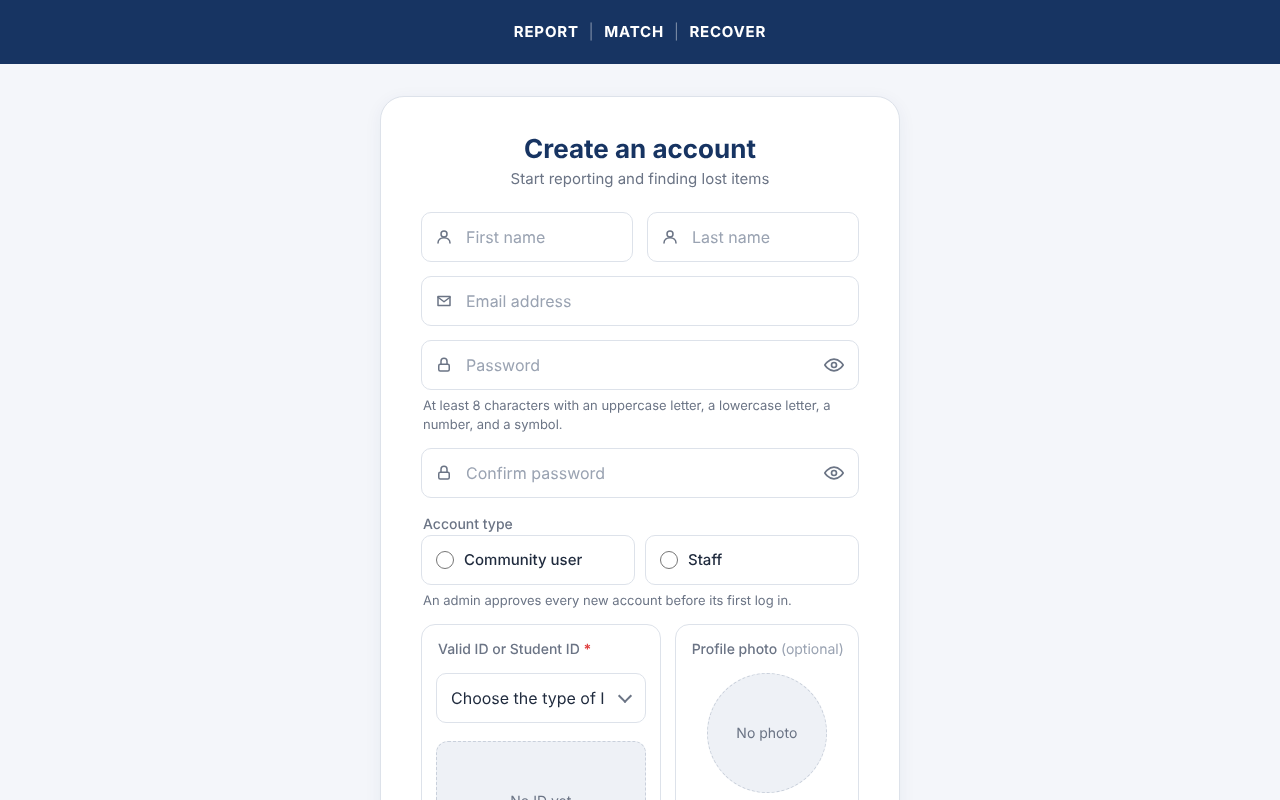 REPORT | MATCH | RECOVER
Create an account
Start reporting and finding lost items
First name
Last name
Email address
Password
At least 8 characters with an uppercase letter, a lowercase letter, a
number, and a symbol.
Confirm password
Account type
Community user
Staff
An admin approves every new account before its first log in.
Valid ID or Student ID *
Choose the type of I
No ID yet
Profile photo (optional)
No photo